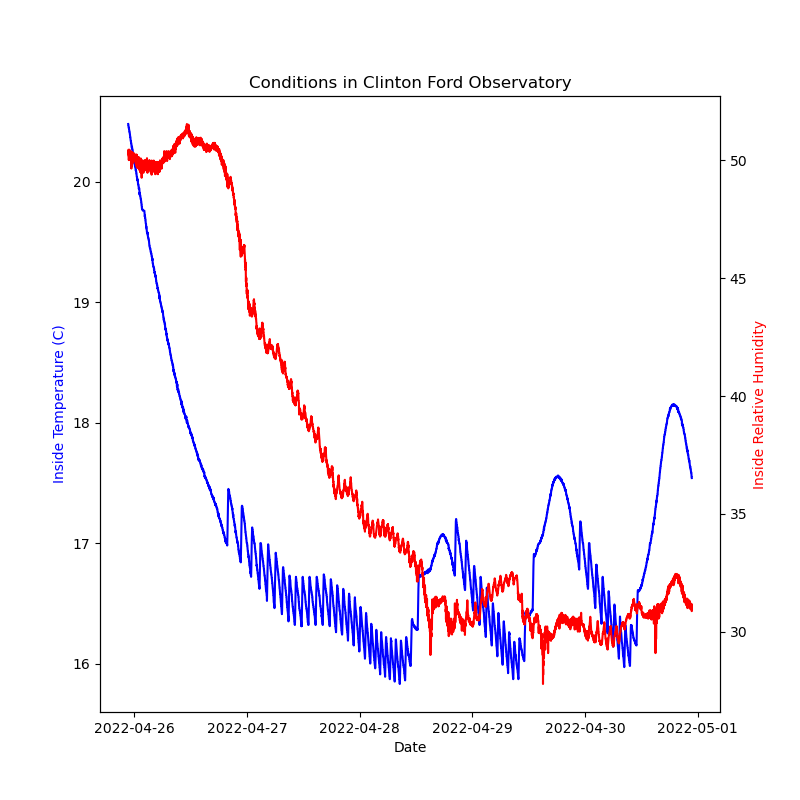 Conditions in Clinton Ford Observatory
Inside Temperature (C)
20
19
18
17
16
50
45
40
35
30
Inside Relative Humidity
2022-04-26 2022-04-27 2022-04-28 2022-04-29 2022-04-30 2022-05-01
Date